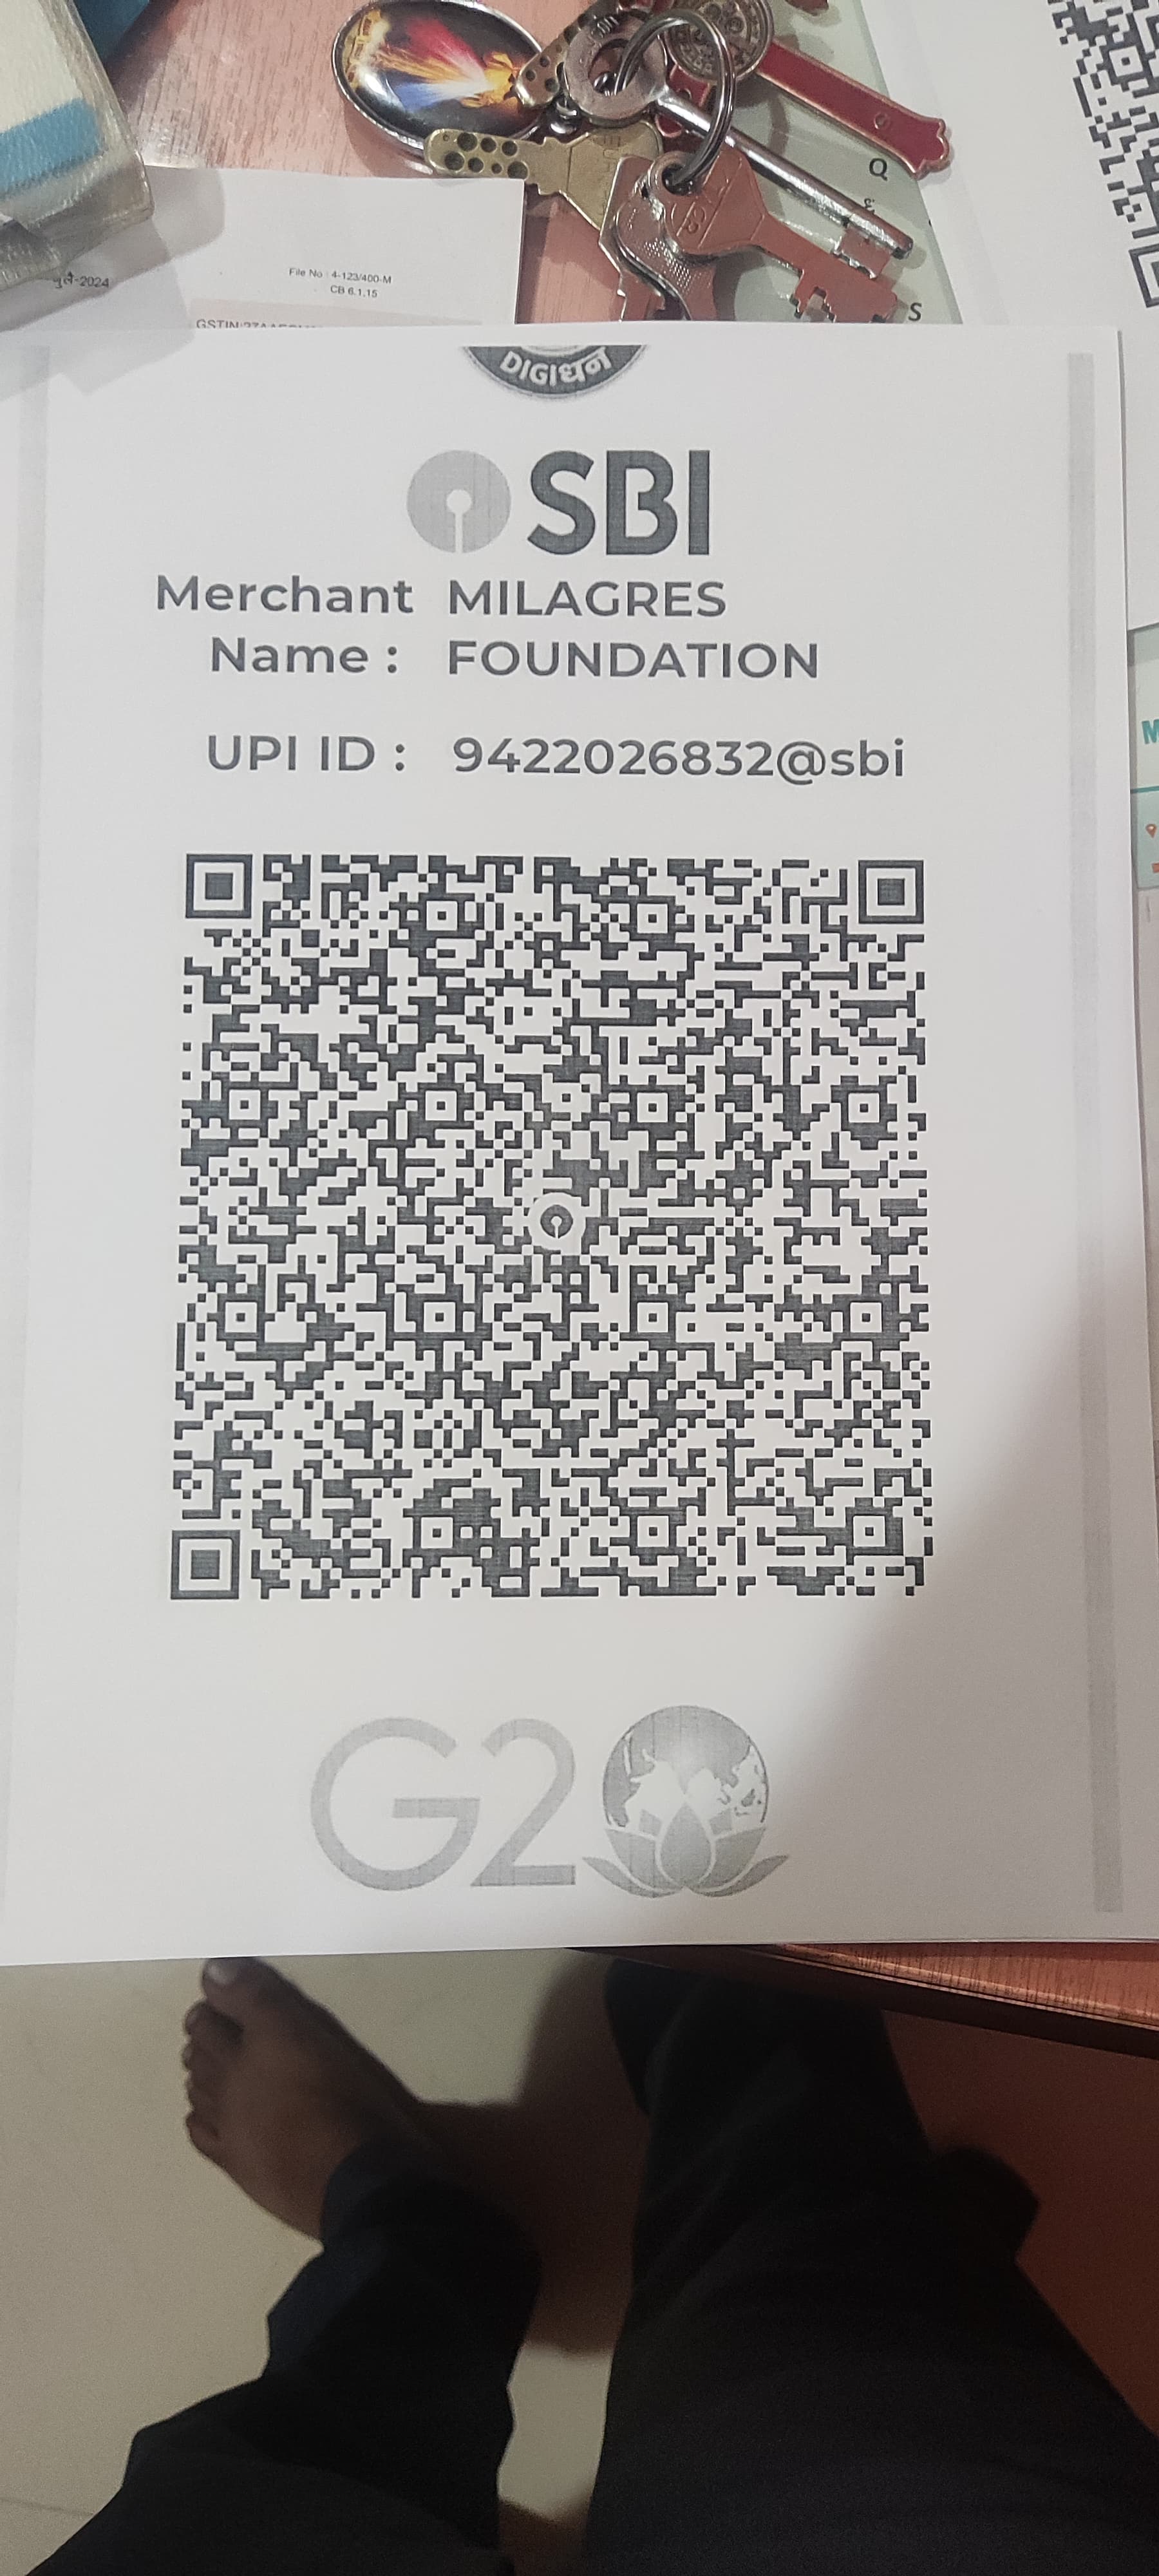 Q
S
जुलै-2024
File No : 4-123/400-M
CB 6.1.15
DIGIधन
SBI
Merchant Name : MILAGRES FOUNDATION
UPI ID : 9422026832@sbi
G20